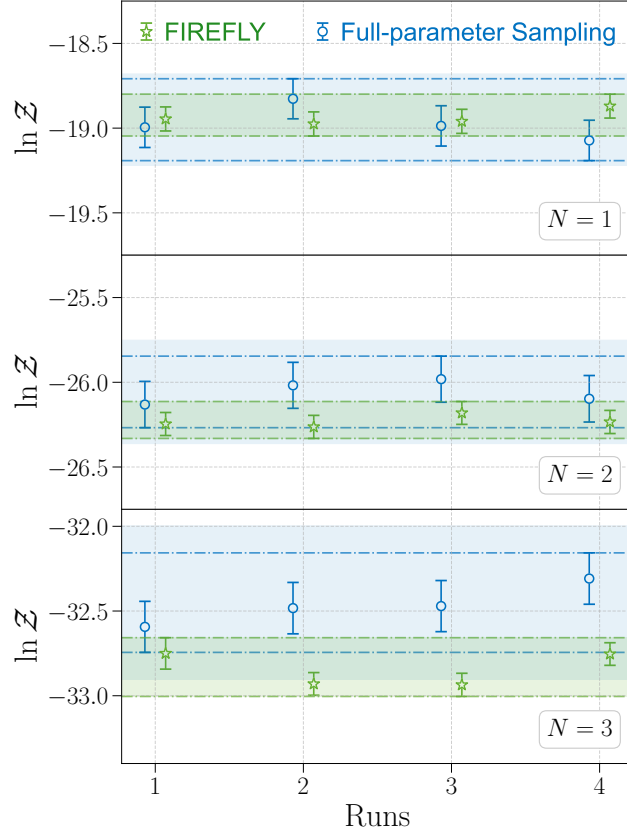 FIREFLY Full-parameter Sampling
−18.5
−19.0
−19.5
ln 𝒵
N = 1
−25.5
−26.0
−26.5
ln 𝒵
N = 2
−32.0
−32.5
−33.0
ln 𝒵
N = 3
1 2 3 4
Runs